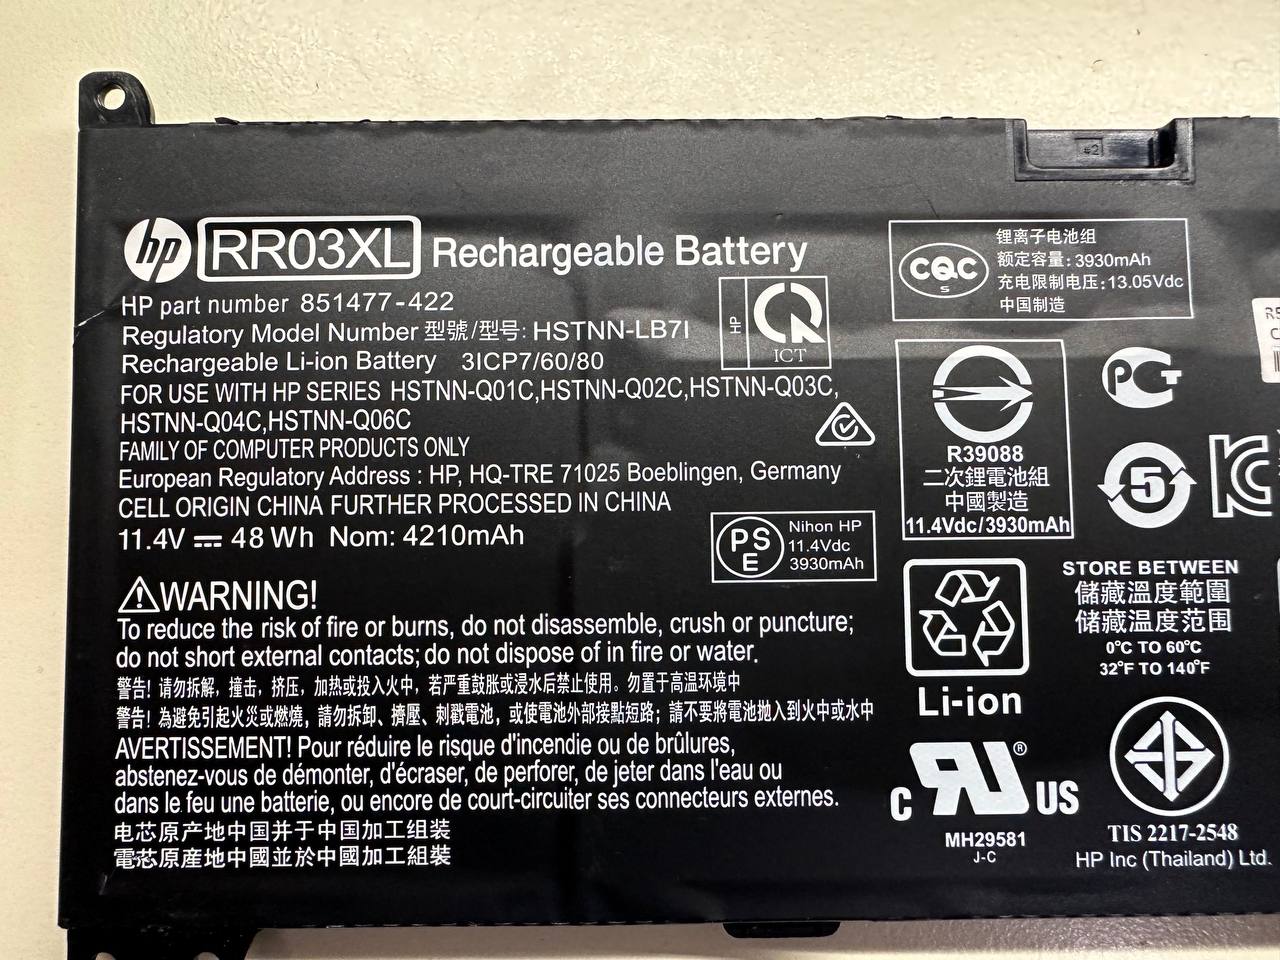 #2
hp RR03XL Rechargeable Battery
HP part number 851477-422
Regulatory Model Number 型號/型号: HSTNN-LB7I
Rechargeable Li-ion Battery 3ICP7/60/80
FOR USE WITH HP SERIES HSTNN-Q01C,HSTNN-Q02C,HSTNN-Q03C,
HSTNN-Q04C,HSTNN-Q06C
FAMILY OF COMPUTER PRODUCTS ONLY
European Regulatory Address : HP, HQ-TRE 71025 Boeblingen, Germany
CELL ORIGIN CHINA FURTHER PROCESSED IN CHINA
11.4V ⎓ 48 Wh Nom: 4210mAh
HP
ICT
PS
E
Nihon HP
11.4Vdc
3930mAh
⚠WARNING!
To reduce the risk of fire or burns, do not disassemble, crush or puncture;
do not short external contacts; do not dispose of in fire or water.
警告! 请勿拆解，撞击，挤压，加热或投入火中，若严重鼓胀或浸水后禁止使用。勿置于高温环境中
警告! 為避免引起火災或燃燒，請勿拆卸、擠壓、刺戳電池，或使電池外部接點短路；請不要將電池拋入到火中或水中
AVERTISSEMENT! Pour réduire le risque d'incendie ou de brûlures,
abstenez-vous de démonter, d'écraser, de perforer, de jeter dans l'eau ou
dans le feu une batterie, ou encore de court-circuiter ses connecteurs externes.
电芯原产地中国并于中国加工组装
電芯原產地中國並於中國加工組裝
CQC
S
锂离子电池组
额定容量: 3930mAh
充电限制电压: 13.05Vdc
中国制造
R39088
二次鋰電池組
中國製造
11.4Vdc/3930mAh
PCT
5
KC
Li-ion
STORE BETWEEN
儲藏溫度範圍
储藏温度范围
0°C TO 60°C
32°F TO 140°F
c RU ® US
MH29581
J-C
TIS 2217-2548
HP Inc (Thailand) Ltd.